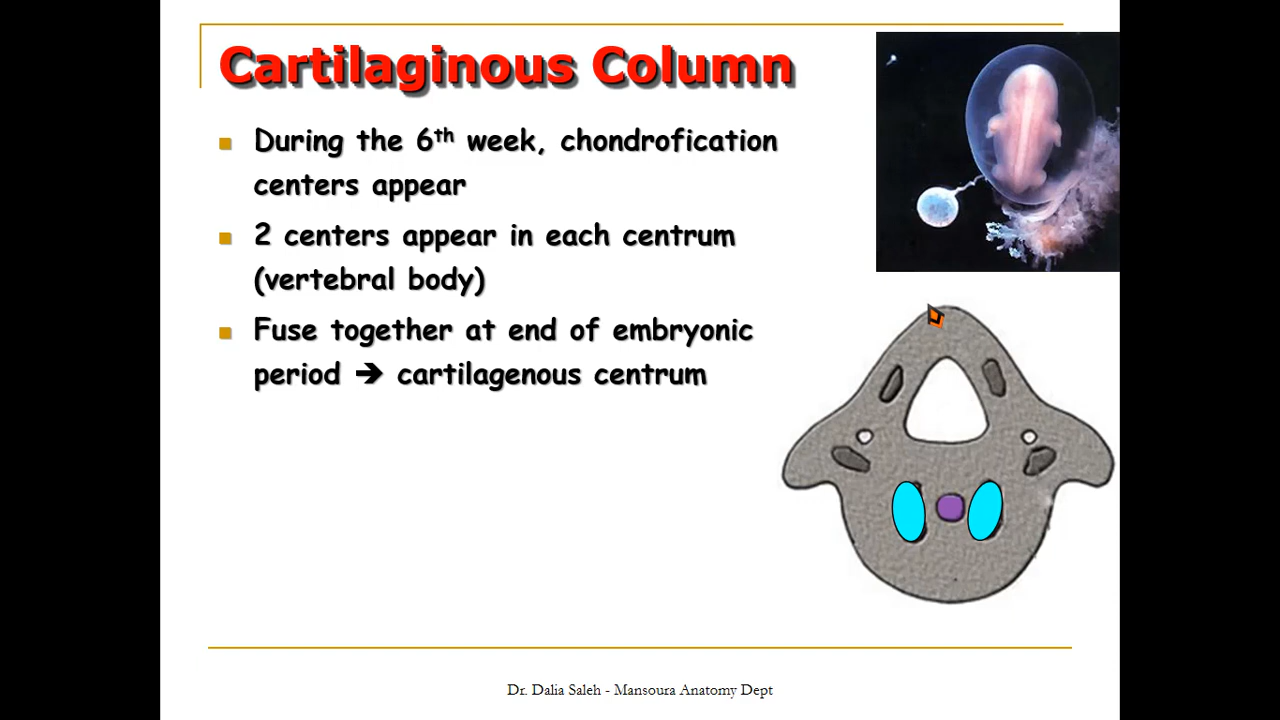 Cartilaginous Column
During the 6th week, chondrofication
centers appear
2 centers appear in each centrum
(vertebral body)
Fuse together at end of embryonic
period ➔ cartilagenous centrum
Dr. Dalia Saleh - Mansoura Anatomy Dept